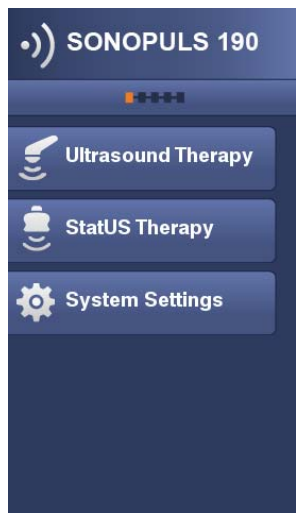 SONOPULS 190
Ultrasound Therapy
StatUS Therapy
System Settings